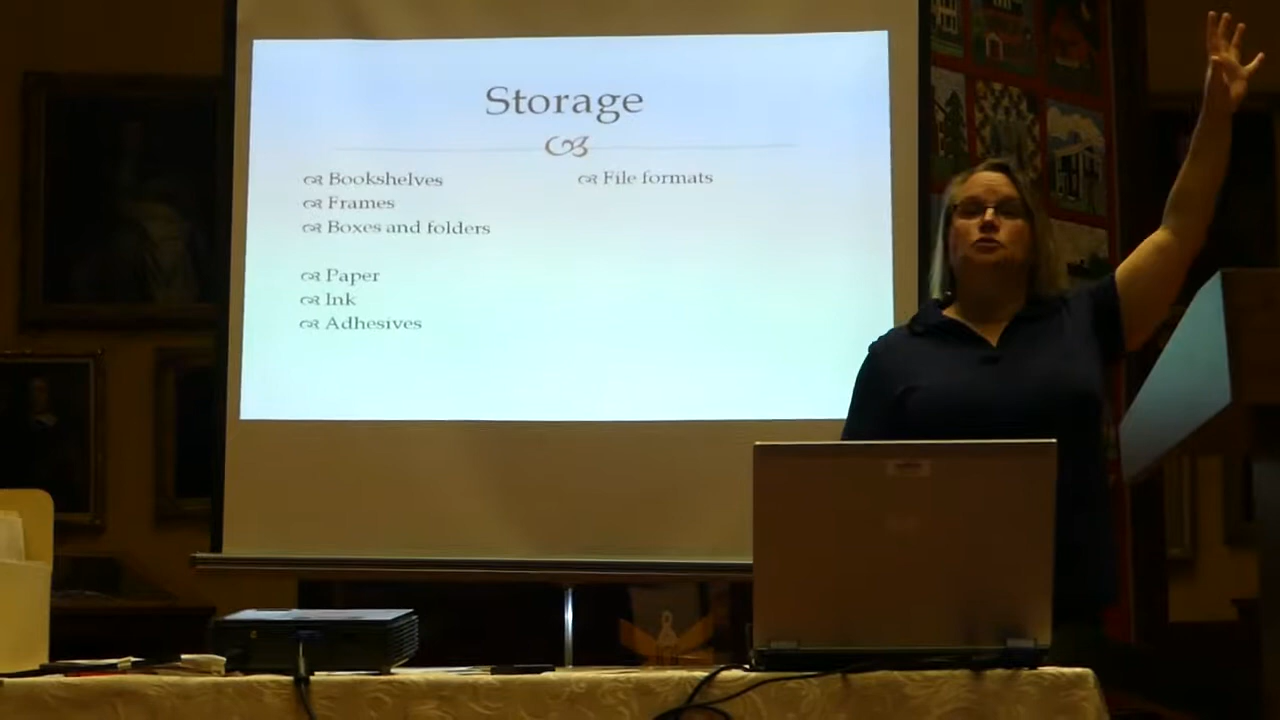 Storage
Bookshelves
Frames
Boxes and folders
Paper
Ink
Adhesives
File formats